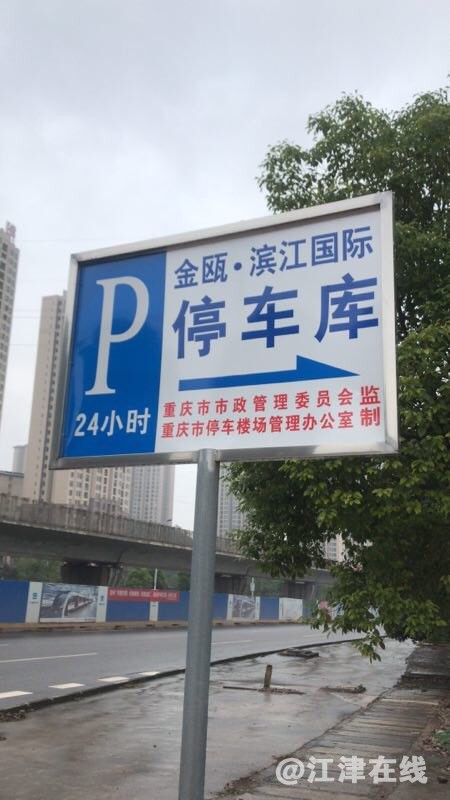 P
24小时
金瓯·滨江国际
停车库
重庆市市政管理委员会监
重庆市停车楼场管理办公室制
@江津在线